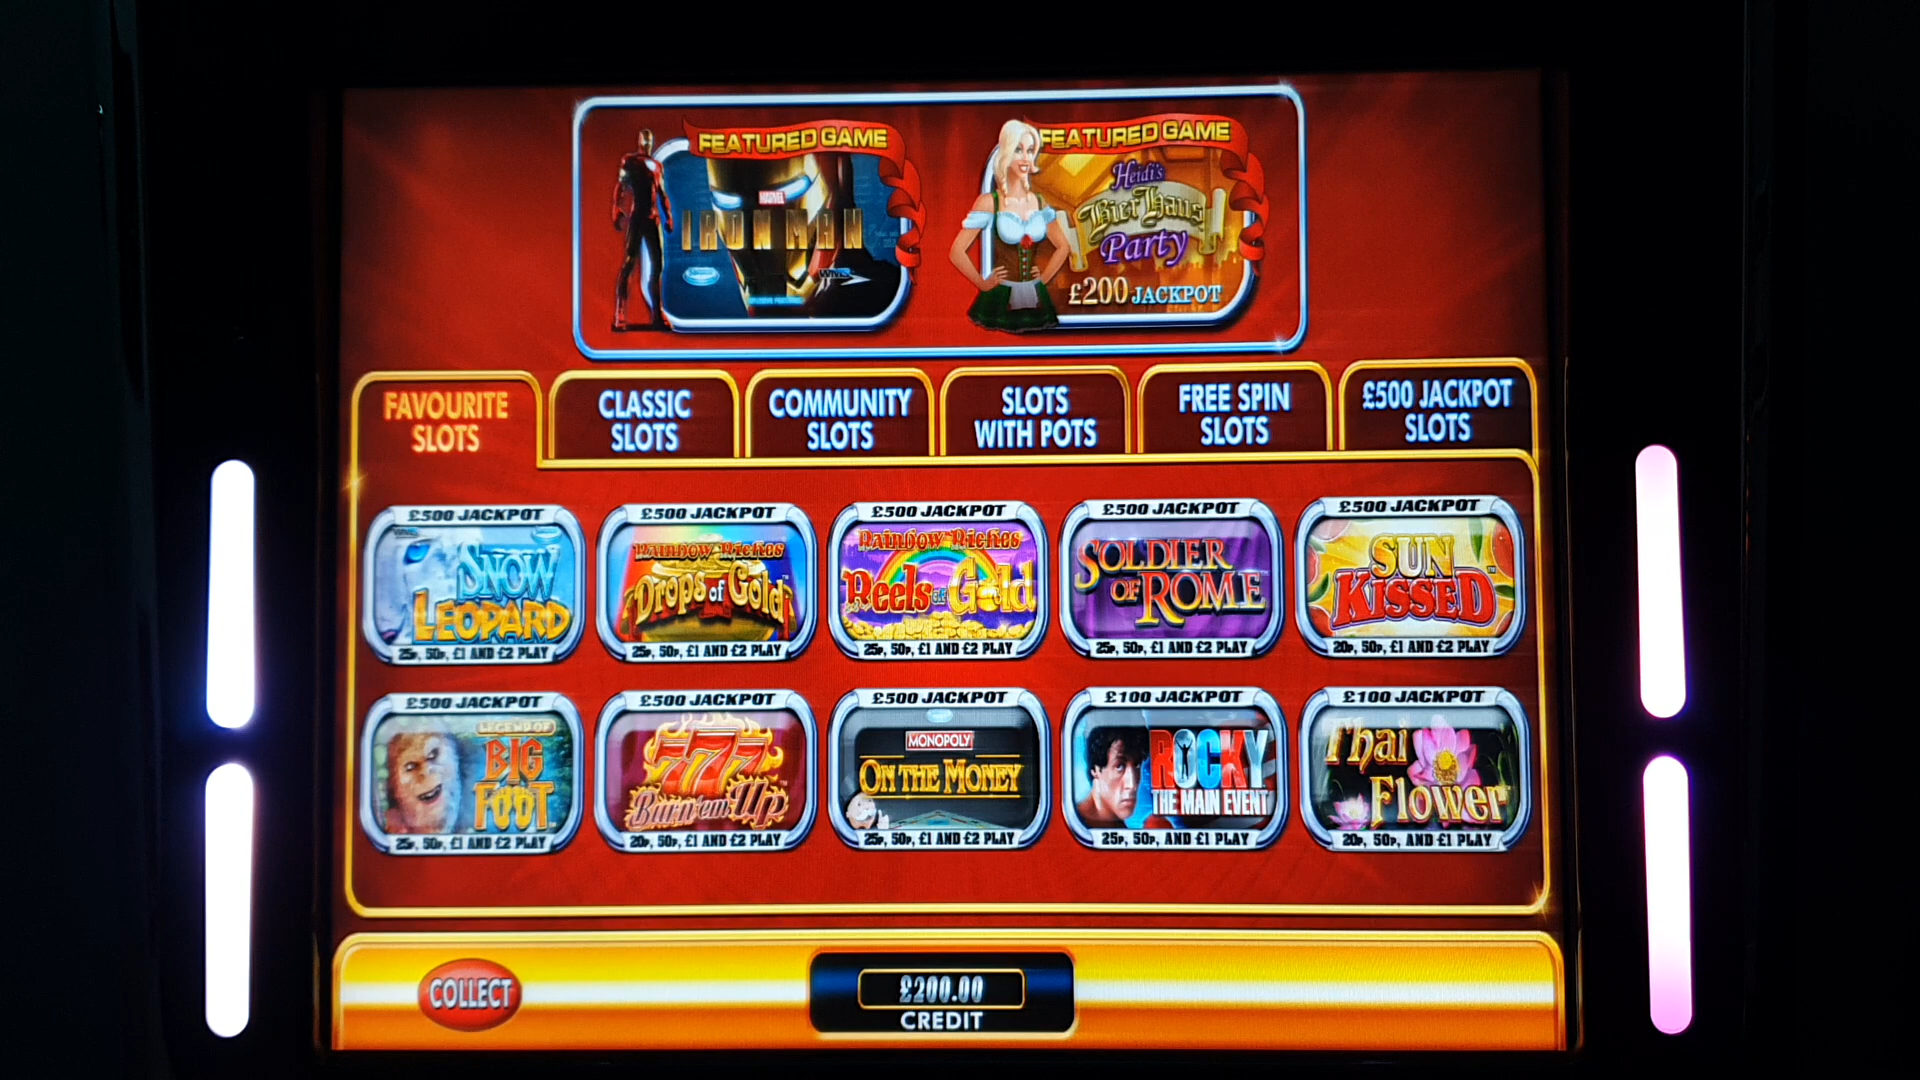 FEATURED GAME
MARVEL
IRON MAN
WMS
FEATURED GAME
Heidi's
Bier Haus
Party
£200 JACKPOT
FAVOURITE
SLOTS
CLASSIC
SLOTS
COMMUNITY
SLOTS
SLOTS
WITH POTS
FREE SPIN
SLOTS
£500 JACKPOT
SLOTS
£500 JACKPOT
WMS
SNOW
LEOPARD
25p, 50p, £1 AND £2 PLAY
£500 JACKPOT
Rainbow Riches
Drops of Gold
25p, 50p, £1 AND £2 PLAY
£500 JACKPOT
Rainbow Riches
Reels of Gold
25p, 50p, £1 AND £2 PLAY
£500 JACKPOT
SOLDIER
OF ROME
25p, 50p, £1 AND £2 PLAY
£500 JACKPOT
SUN
KISSED
20p, 50p, £1 AND £2 PLAY
£500 JACKPOT
LEGEND OF
BIG
FOOT
25p, 50p, £1 AND £2 PLAY
£500 JACKPOT
777
Burn'em Up
20p, 50p, £1 AND £2 PLAY
£500 JACKPOT
MONOPOLY
ON THE MONEY
25p, 50p, £1 AND £2 PLAY
£100 JACKPOT
ROCKY
THE MAIN EVENT
25p, 50p, AND £1 PLAY
£100 JACKPOT
Thai
Flower
20p, 50p, AND £1 PLAY
COLLECT
£200.00
CREDIT